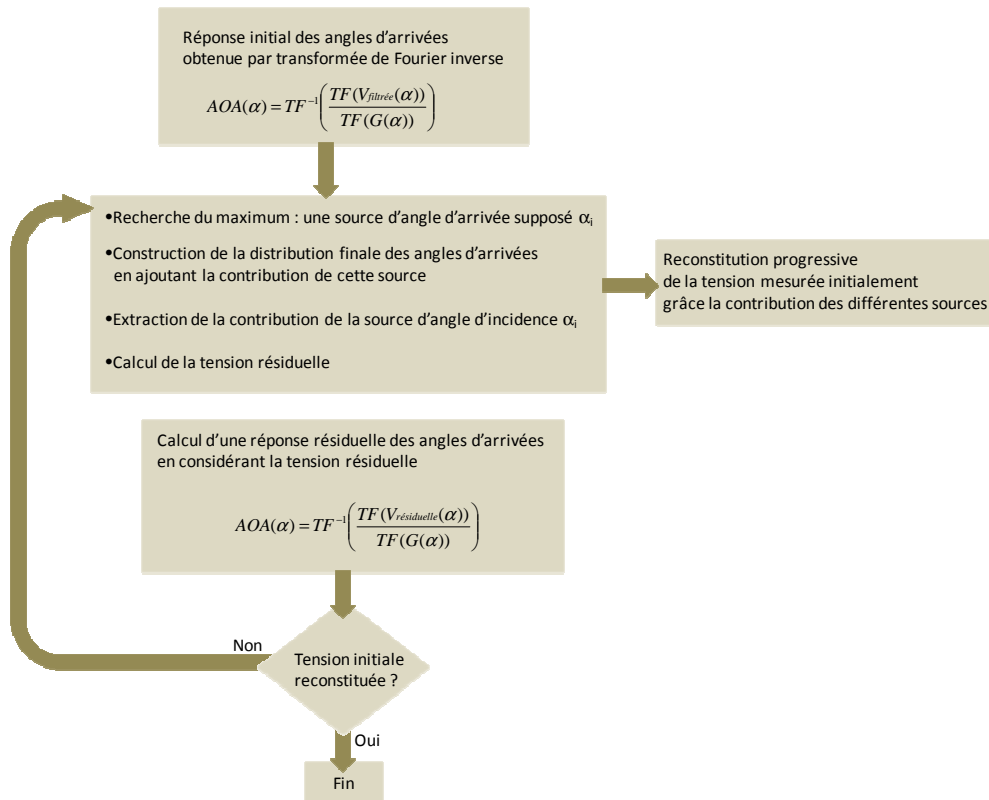 Réponse initial des angles d'arrivées
obtenue par transformée de Fourier inverse
AOA(α) = TF⁻¹(TF(V_filtrée(α)) / TF(G(α)))
•Recherche du maximum : une source d'angle d'arrivée supposé αᵢ
•Construction de la distribution finale des angles d'arrivées
en ajoutant la contribution de cette source
•Extraction de la contribution de la source d'angle d'incidence αᵢ
•Calcul de la tension résiduelle
Reconstitution progressive
de la tension mesurée initialement
grâce la contribution des différentes sources
Calcul d'une réponse résiduelle des angles d'arrivées
en considérant la tension résiduelle
AOA(α) = TF⁻¹(TF(V_résiduelle(α)) / TF(G(α)))
Non
Tension initiale
reconstituée ?
Oui
Fin